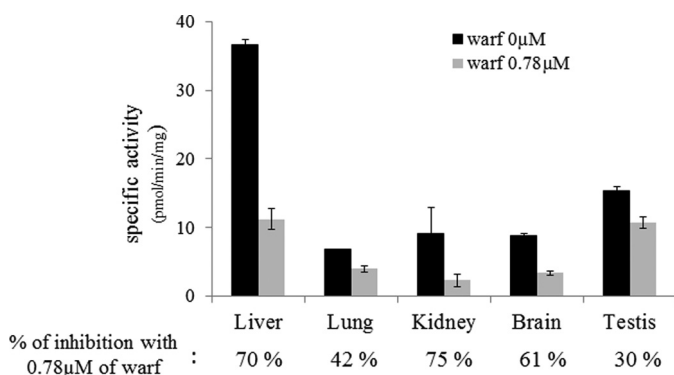 40
30
20
10
0
specific activity
(pmol/min/mg)
warf 0µM
warf 0.78µM
Liver Lung Kidney Brain Testis
% of inhibition with
0.78µM of warf : 70 % 42 % 75 % 61 % 30 %